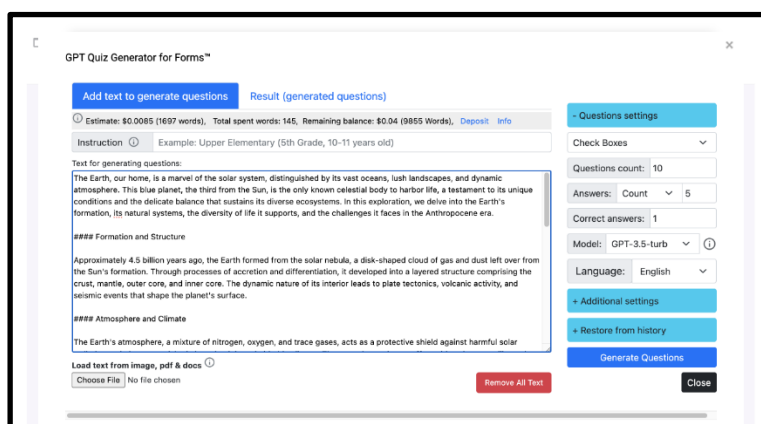 GPT Quiz Generator for Forms™
×
Add text to generate questions Result (generated questions)
Estimate: $0.0085 (1697 words), Total spent words: 145, Remaining balance: $0.04 (9855 Words), Deposit Info
Instruction Example: Upper Elementary (5th Grade, 10-11 years old)
Text for generating questions:
The Earth, our home, is a marvel of the solar system, distinguished by its vast oceans, lush landscapes, and dynamic
atmosphere. This blue planet, the third from the Sun, is the only known celestial body to harbor life, a testament to its unique
conditions and the delicate balance that sustains its diverse ecosystems. In this exploration, we delve into the Earth's
formation, its natural systems, the diversity of life it supports, and the challenges it faces in the Anthropocene era.
#### Formation and Structure
Approximately 4.5 billion years ago, the Earth formed from the solar nebula, a disk-shaped cloud of gas and dust left over from
the Sun's formation. Through processes of accretion and differentiation, it developed into a layered structure comprising the
crust, mantle, outer core, and inner core. The dynamic nature of its interior leads to plate tectonics, volcanic activity, and
seismic events that shape the planet's surface.
#### Atmosphere and Climate
The Earth's atmosphere, a mixture of nitrogen, oxygen, and trace gases, acts as a protective shield against harmful solar
Load text from image, pdf & docs
Choose File No file chosen
Remove All Text
- Questions settings
Check Boxes
Questions count: 10
Answers: Count 5
Correct answers: 1
Model: GPT-3.5-turb
Language: English
+ Additional settings
+ Restore from history
Generate Questions
Close